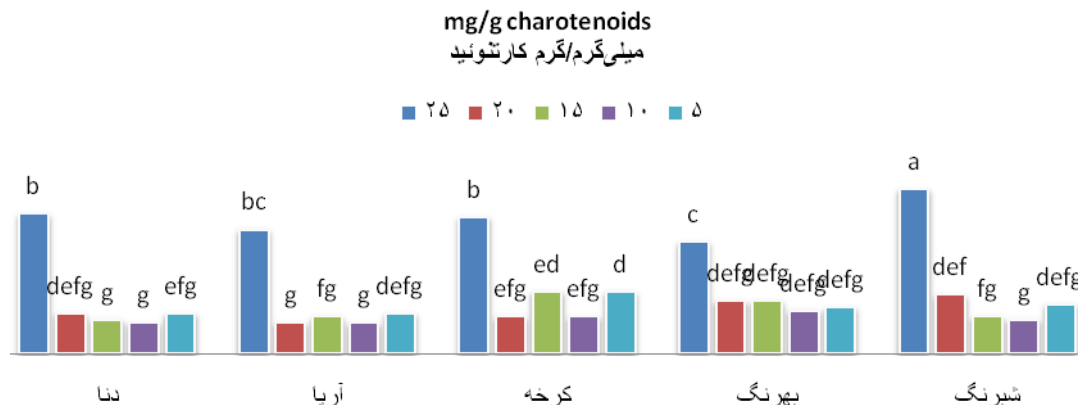 mg/g charotenoids
میلی‌گرم/گرم کارتنوئید
۲۵ ۲۰ ۱۵ ۱۰ ۵
b defg g g efg
bc g fg g defg
b efg ed efg d
c defg defg defg defg
a def fg g defg
دنا آریا کرخه بهرنگ شبرنگ